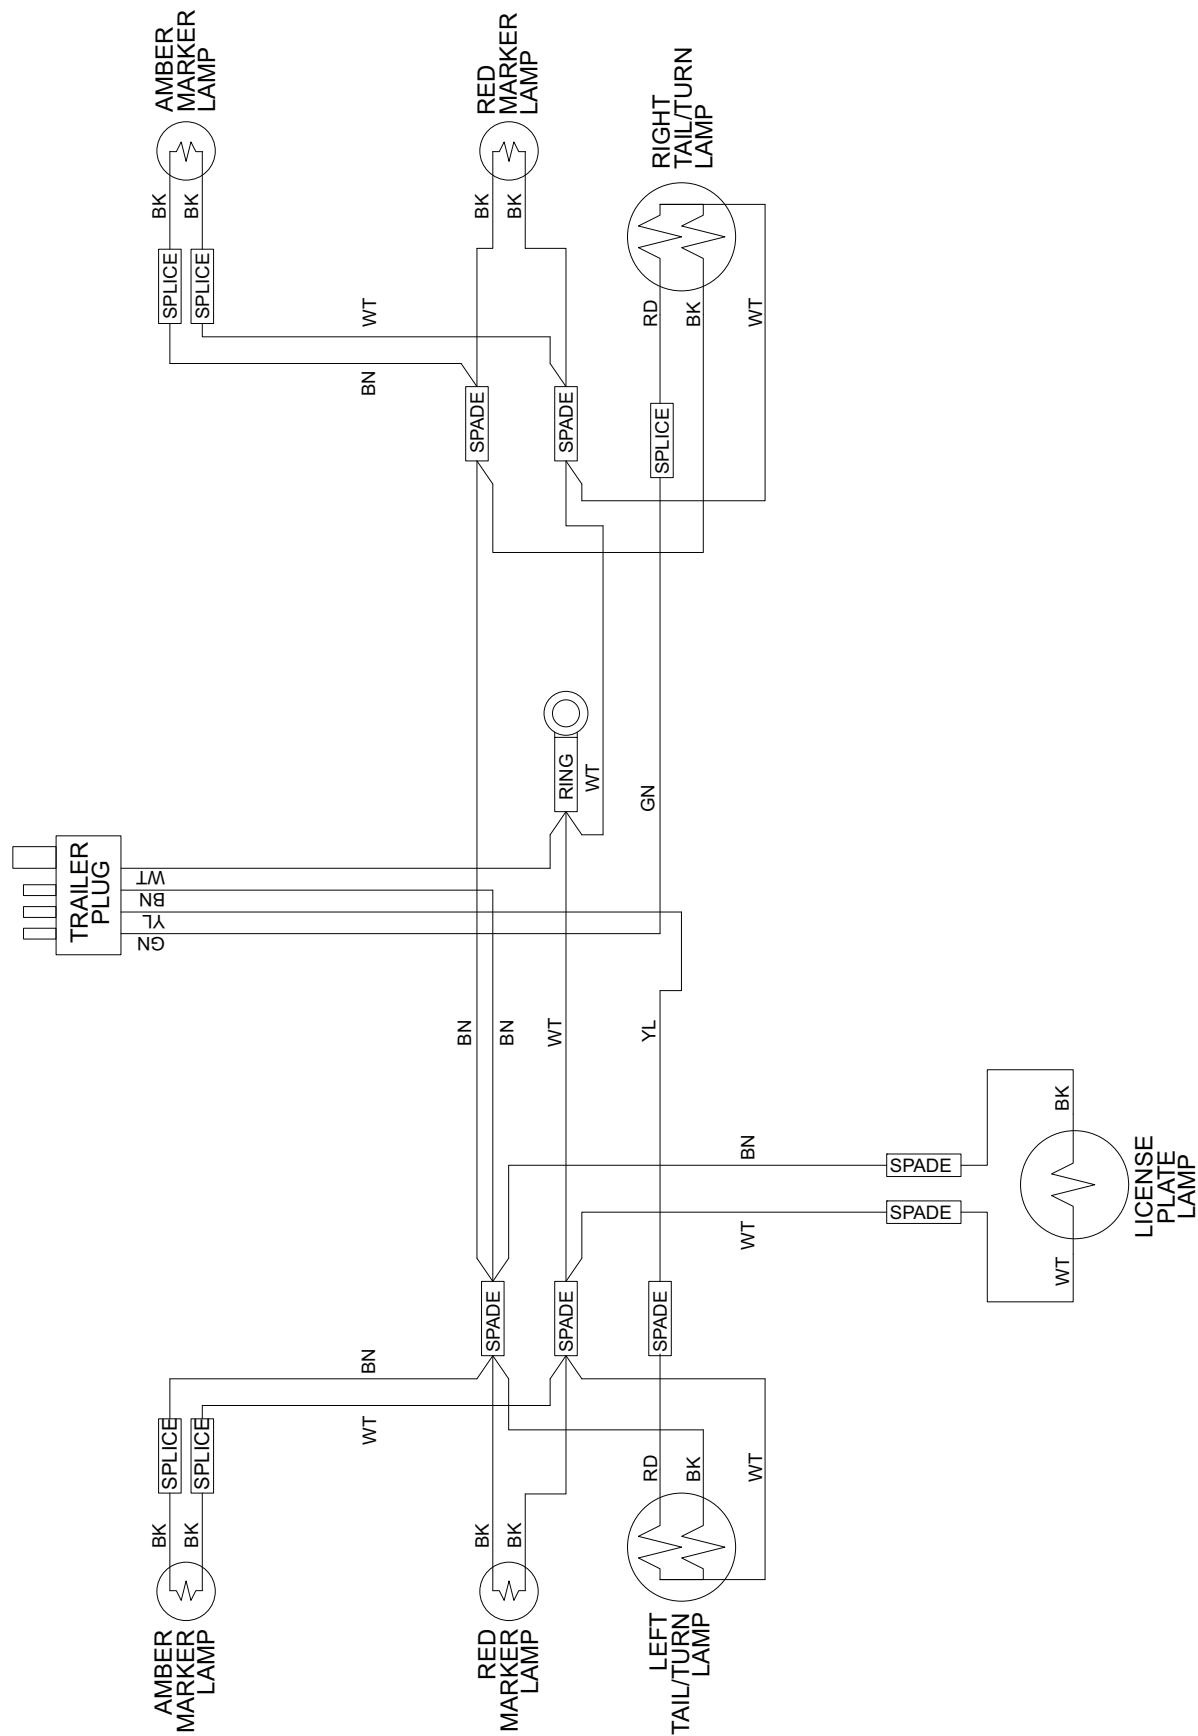 AMBER
MARKER
LAMP
BK
BK
SPLICE
SPLICE
WT
BN
RED
MARKER
LAMP
BK
BK
SPADE
SPADE
RIGHT
TAIL/TURN
LAMP
RD
BK
WT
SPLICE
TRAILER
PLUG
WT
BN
YL
GN
RING
WT
GN
BN
BN
WT
YL
BN
WT
SPADE
SPADE
BK
WT
LICENSE
PLATE
LAMP
SPADE
SPADE
SPADE
BN
WT
SPLICE
SPLICE
BK
BK
AMBER
MARKER
LAMP
BK
BK
RED
MARKER
LAMP
RD
BK
WT
LEFT
TAIL/TURN
LAMP